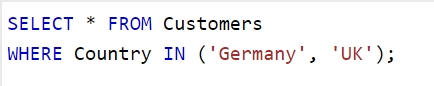 SELECT * FROM Customers
WHERE Country IN ('Germany', 'UK');